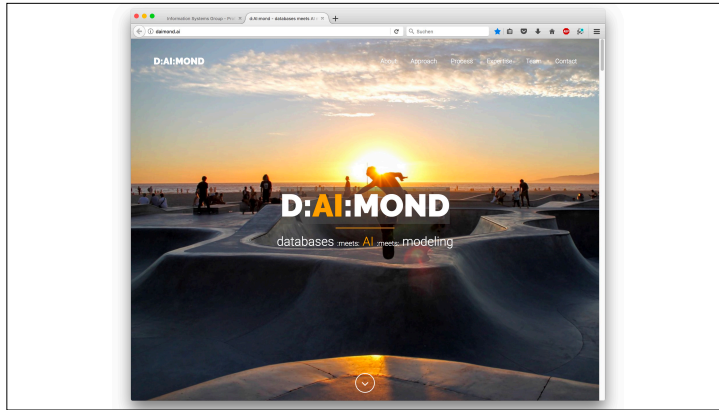 Information Systems Group - Pro
d:AI:mond - databases meets AI
daimond.ai
Suchen
D:AI:MOND
About Approach Process Expertise Team Contact
D:AI:MOND
databases :meets: AI :meets: modeling